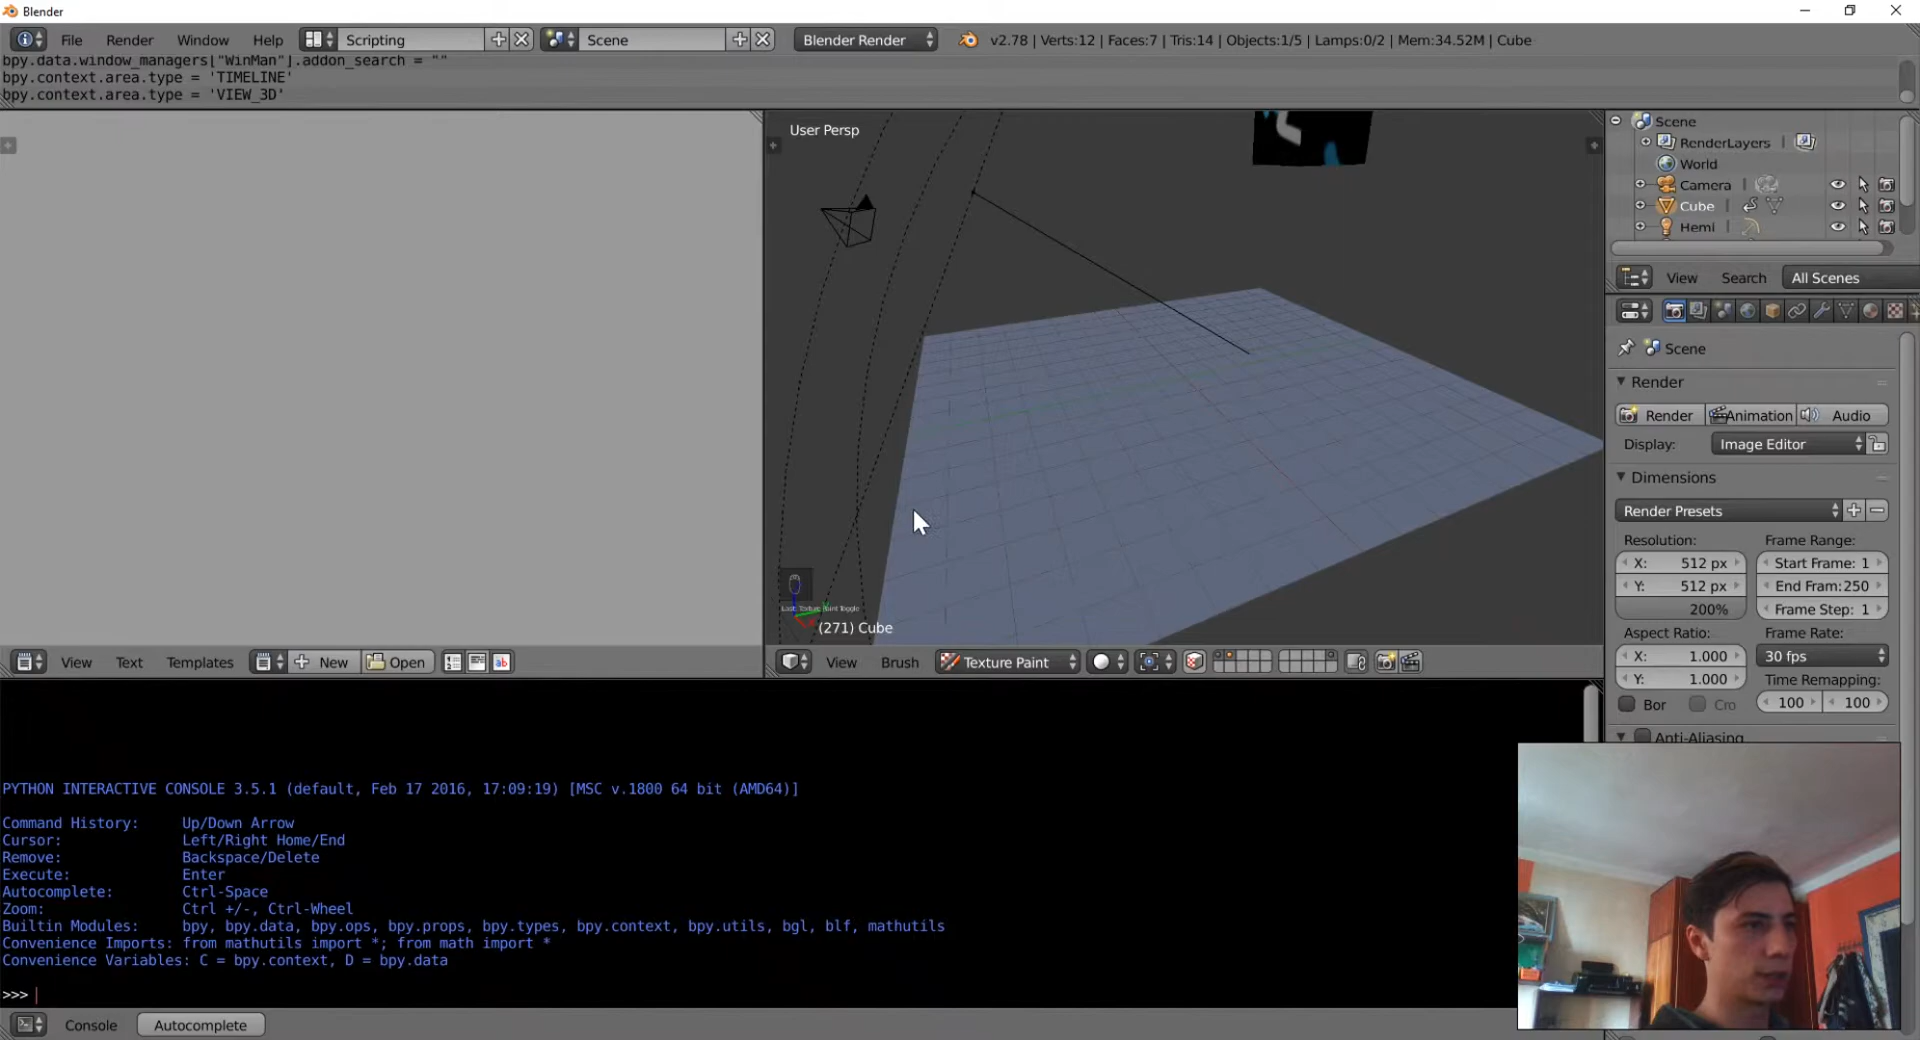 Blender
File Render Window Help Scripting Scene Blender Render v2.78 | Verts:12 | Faces:7 | Tris:14 | Objects:1/5 | Lamps:0/2 | Mem:34.52M | Cube
bpy.data.window_managers["WinMan"].addon_search = ""
bpy.context.area.type = 'TIMELINE'
bpy.context.area.type = 'VIEW_3D'
User Persp
Last: Texture Paint Toggle
(271) Cube
Scene
RenderLayers
World
Camera
Cube
Hemi
View Search All Scenes
Scene
Render
Render Animation Audio
Display: Image Editor
Dimensions
Render Presets
Resolution: Frame Range:
X: 512 px Start Frame: 1
Y: 512 px End Fram:250
200% Frame Step: 1
Aspect Ratio: Frame Rate:
X: 1.000 30 fps
Y: 1.000 Time Remapping:
Bor Cro 100 100
Anti-Aliasing
View Text Templates New Open
View Brush Texture Paint
PYTHON INTERACTIVE CONSOLE 3.5.1 (default, Feb 17 2016, 17:09:19) [MSC v.1800 64 bit (AMD64)]
Command History: Up/Down Arrow
Cursor: Left/Right Home/End
Remove: Backspace/Delete
Execute: Enter
Autocomplete: Ctrl-Space
Zoom: Ctrl +/-, Ctrl-Wheel
Builtin Modules: bpy, bpy.data, bpy.ops, bpy.props, bpy.types, bpy.context, bpy.utils, bgl, blf, mathutils
Convenience Imports: from mathutils import *; from math import *
Convenience Variables: C = bpy.context, D = bpy.data
>>>
Console Autocomplete